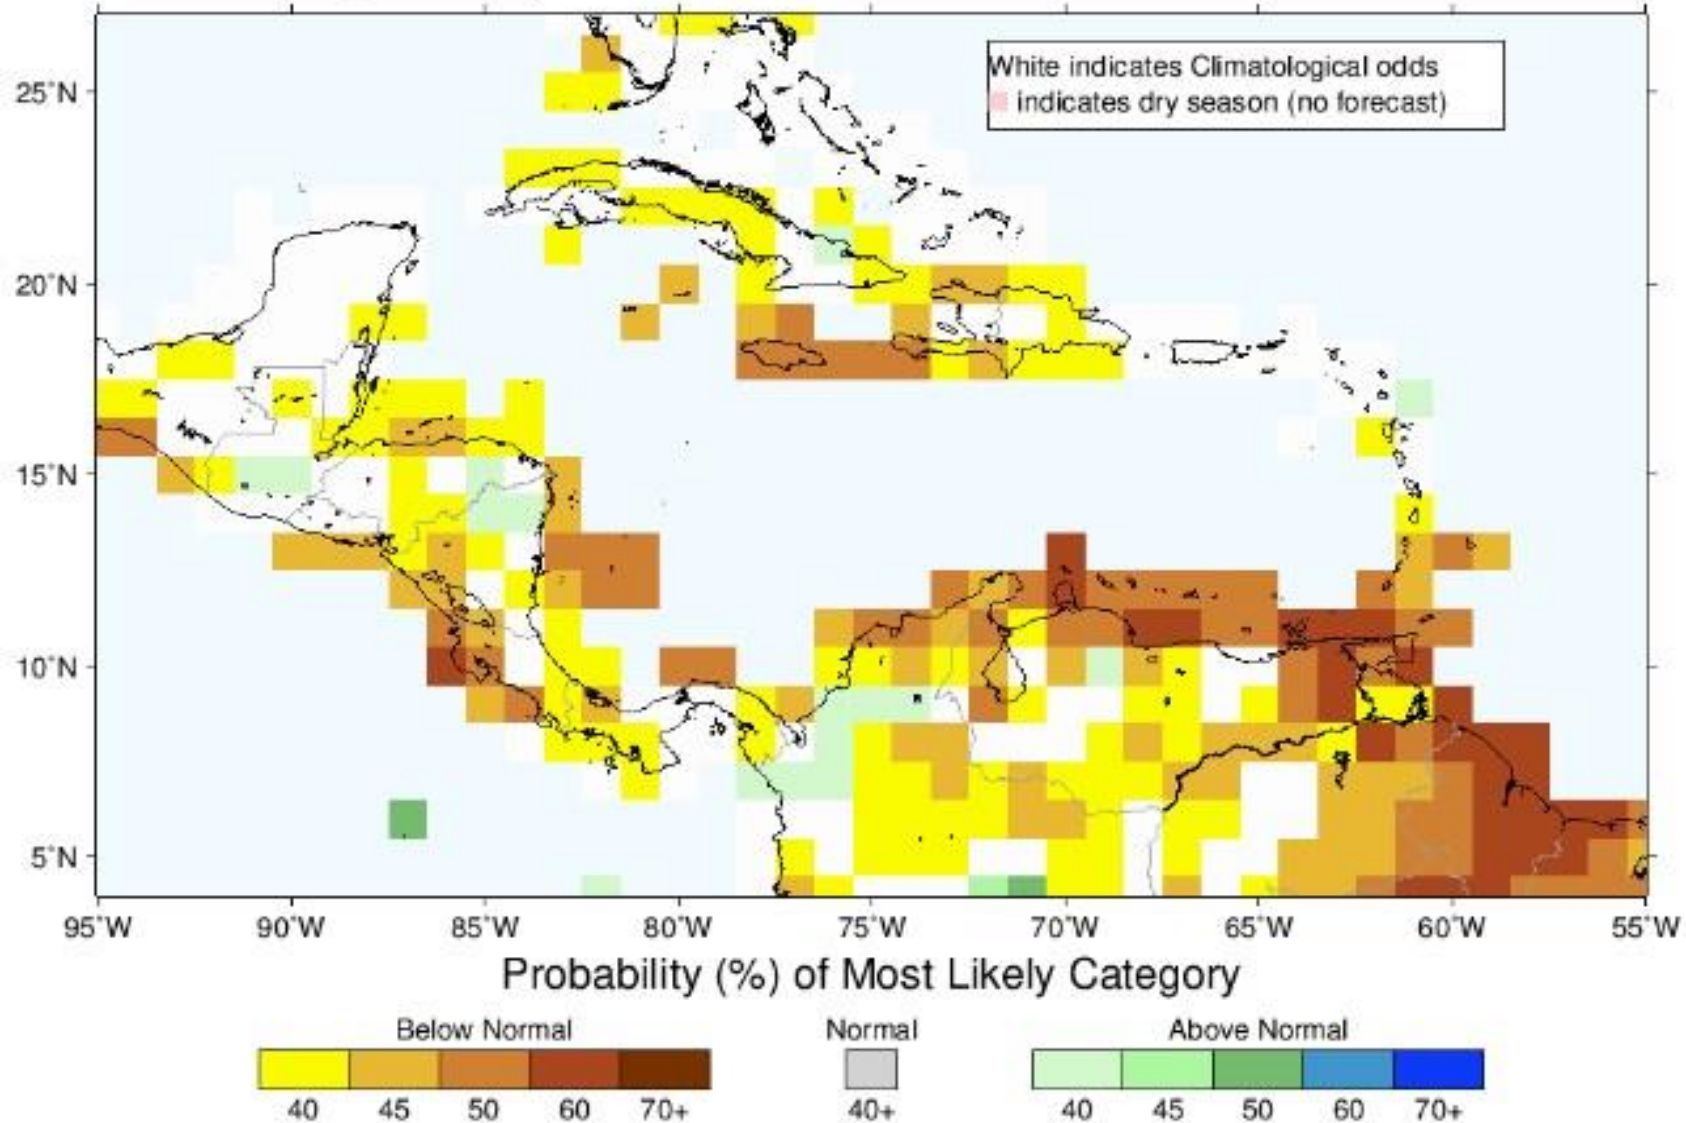 White indicates Climatological odds
indicates dry season (no forecast)
25°N
20°N
15°N
10°N
5°N
95°W 90°W 85°W 80°W 75°W 70°W 65°W 60°W 55°W
Probability (%) of Most Likely Category
Below Normal Normal Above Normal
40 45 50 60 70+ 40+ 40 45 50 60 70+